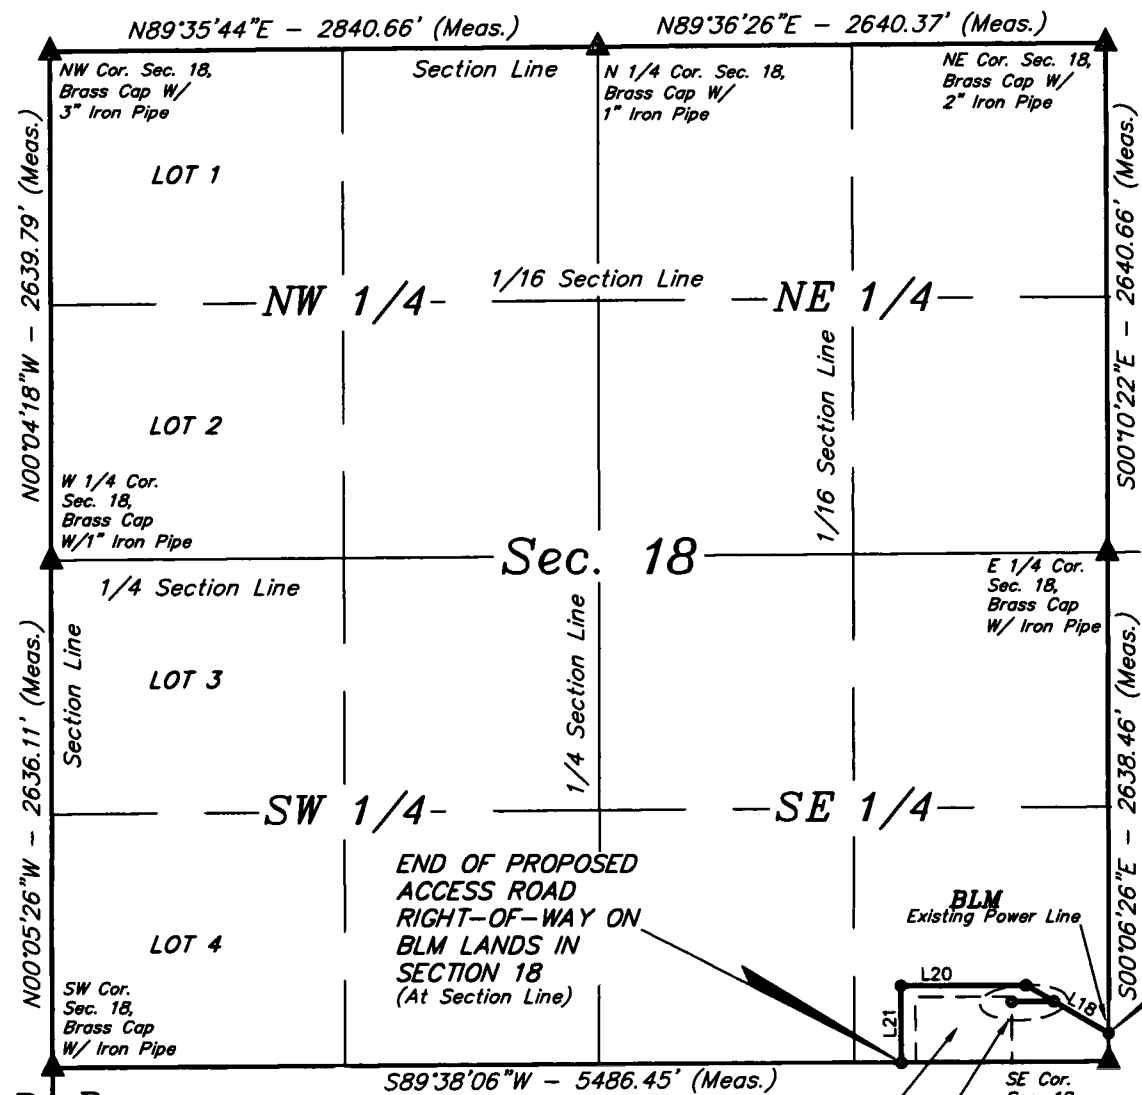 N89°35'44"E - 2840.66' (Meas.)
N89°36'26"E - 2640.37' (Meas.)
NW Cor. Sec. 18,
Brass Cap W/
3" Iron Pipe
Section Line
N 1/4 Cor. Sec. 18,
Brass Cap W/
1" Iron Pipe
NE Cor. Sec. 18,
Brass Cap W/
2" Iron Pipe
N00°04'18"W - 2639.79' (Meas.)
S00°10'22"E - 2640.66' (Meas.)
LOT 1
1/16 Section Line
NW 1/4
NE 1/4
1/16 Section Line
LOT 2
W 1/4 Cor.
Sec. 18,
Brass Cap
W/1" Iron Pipe
Sec. 18
1/4 Section Line
E 1/4 Cor.
Sec. 18,
Brass Cap
W/ Iron Pipe
N00°05'26"W - 2636.11' (Meas.)
Section Line
LOT 3
1/4 Section Line
S00°06'26"E - 2638.46' (Meas.)
SW 1/4
SE 1/4
END OF PROPOSED
ACCESS ROAD
RIGHT-OF-WAY ON
BLM LANDS IN
SECTION 18
(At Section Line)
BLM
Existing Power Line
LOT 4
L20
L18
L21
SW Cor.
Sec. 18,
Brass Cap
W/ Iron Pipe
S89°38'06"W - 5486.45' (Meas.)
SE Cor.